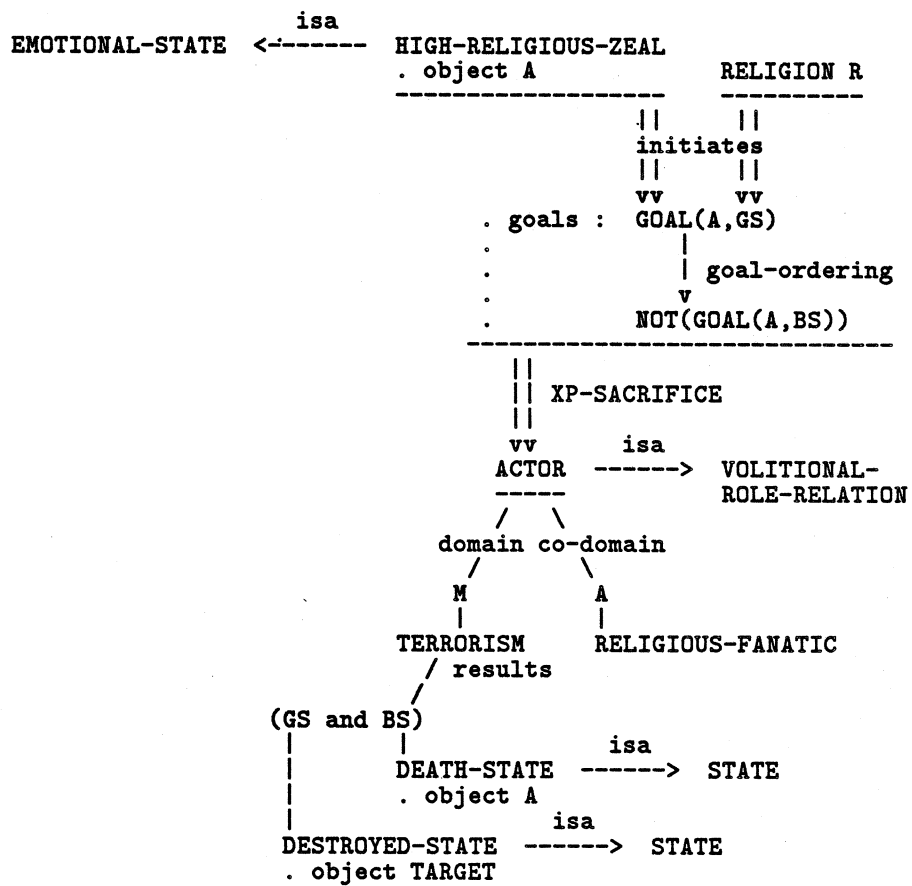 isa
EMOTIONAL-STATE <------- HIGH-RELIGIOUS-ZEAL
. object A RELIGION R
initiates
. goals : GOAL(A,GS)
goal-ordering
NOT(GOAL(A,BS))
XP-SACRIFICE
isa
ACTOR ------> VOLITIONAL-
ROLE-RELATION
domain co-domain
M A
TERRORISM RELIGIOUS-FANATIC
results
(GS and BS)
isa
DEATH-STATE ------> STATE
. object A
isa
DESTROYED-STATE ------> STATE
. object TARGET